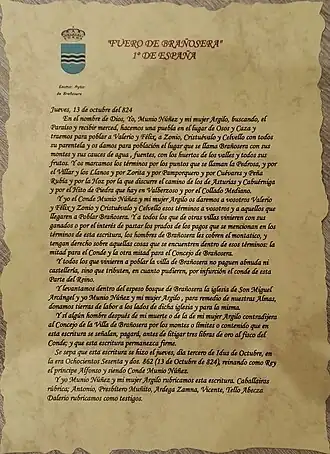 "FUERO DE BRAÑOSERA"
1º DE ESPAÑA
Excmo. Ayto.
de Brañosera
Jueves, 13 de octubre del 824
En el nombre de Dios, Yo, Munio Núñez y mi mujer Argilo, buscando, el
Paraíso y recibir merced, hacemos una puebla en el lugar de Osos y Caza y
traemos para poblar a Valerio y Félix, a Zonio, Cristuévalo y Celvello con todos
su parentela y os damos para población el lugar que se llama Brañosera con sus
montes y sus cauces de agua, fuentes, con los huertos de los valles y todos sus
frutos. Y os marcamos los términos por los puntos que se llaman la Pedrosa, y por
el Villar y los Llanos y por Zorita y por Pamporquero y por Cuevarra y Peña
Rubia y por la Hoz por la que discurre el camino de los de Asturias y Cabuérniga
y por el Hito de Piedra que hay en Valberzoso y por el Collado Mediano.
Y yo el Conde Munio Núñez y mi mujer Argilo os daremos a vosotros Valerio
y Félix y Zonio y Cristuévalo y Celvello esos términos a vosotros y a aquellos que
llegaren a Poblar Brañosera. Y a todos los que de otras villas vinieren con sus
ganados o por el interés de pastar los prados de los pagos que se mencionan en los
términos de esta escritura, los hombres de Brañosera les cobren el montatico, y
tengan derecho sobre aquellas cosas que se encuentren dentro de esos términos: la
mitad para el Conde y la otra mitad para el Concejo de Brañosera.
Y todos los que vinieren a poblar la villa de Brañosera no paguen abnuda ni
castellería, sino que tributen, en cuanto pudieren, por infurción el conde de esta
Parte del Reino.
Y levantamos dentro del espeso bosque de Brañosera la iglesia de San Miguel
Arcángel y yo Munio Núñez y mi mujer Argilo, para remedio de nuestras Almas,
donamos tierras de labor a los lados de dicha iglesia y para la misma.
Y si algún hombre después de mi muerte o de la de mi mujer Argilo contradijera
al Concejo de la Villa de Brañosera por los montes o límites o contenido que en
esta escritura se señalan, pagará, antes de litigar tres libras de oro al fisco del
Conde; y que esta escritura permanezca firme.
Se sepa que esta escritura se hizo el jueves, día tercero de Idus de Octubre, en
la era Ochocientos Sesenta y dos. 862 (13 de Octubre de 824), reinando como Rey
el príncipe Alfonso y siendo Conde Munio Núñez.
Y yo Munio Núñez y mi mujer Argilo rubricamos esta escritura. Caballeiros
rúbrica; Antonio, Presbítero Muñito, Ardega Zamna, Vicente, Tello Abecza
Dalerio rubricamos como testigos.